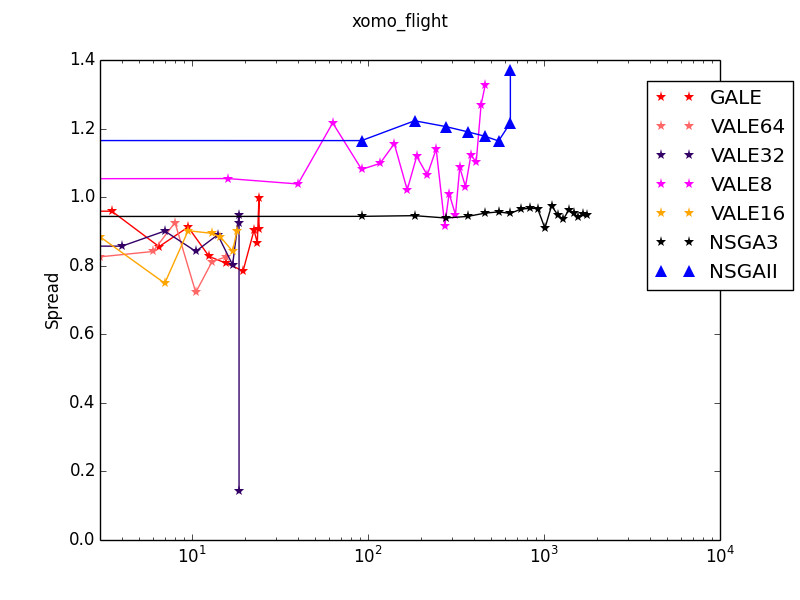 xomo_flight
1.4
1.2
1.0
0.8
0.6
0.4
0.2
0.0
Spread
10^1
10^2
10^3
10^4
GALE
VALE64
VALE32
VALE8
VALE16
NSGA3
NSGAII